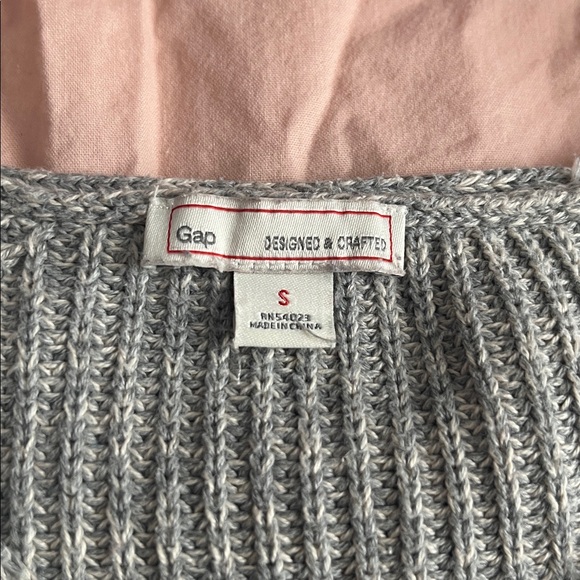 Gap DESIGNED & CRAFTED
S
RN54023
MADE IN CHINA